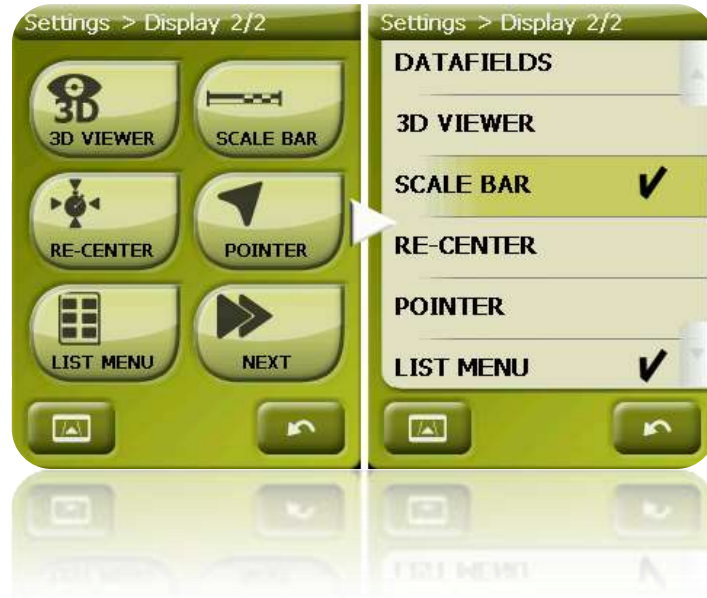 Settings > Display 2/2
3D
3D VIEWER
SCALE BAR
RE-CENTER
POINTER
LIST MENU
NEXT
Settings > Display 2/2
DATAFIELDS
3D VIEWER
SCALE BAR
RE-CENTER
POINTER
LIST MENU